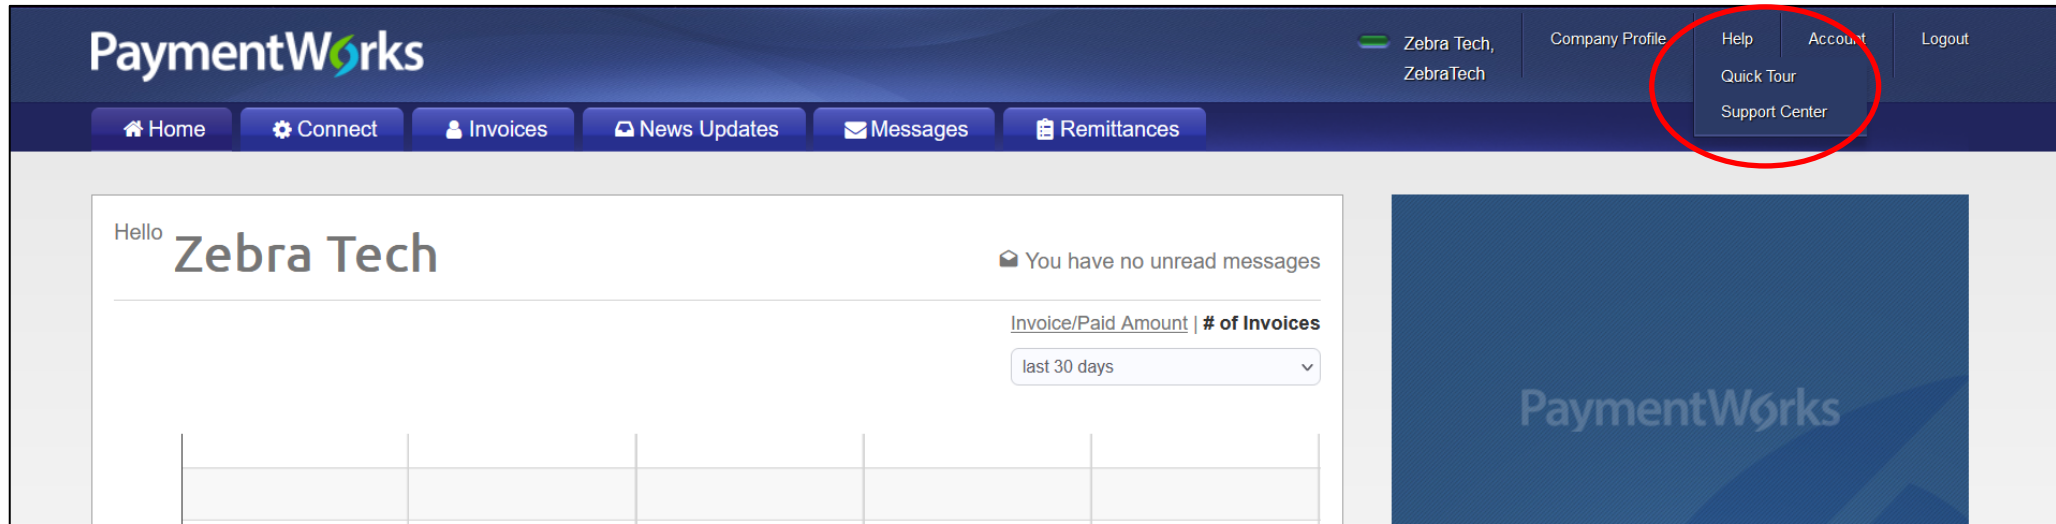 PaymentWorks
Zebra Tech,
ZebraTech
Company Profile
Help
Account
Logout
Quick Tour
Support Center
Home
Connect
Invoices
News Updates
Messages
Remittances
Hello Zebra Tech
You have no unread messages
Invoice/Paid Amount | # of Invoices
last 30 days
PaymentWorks